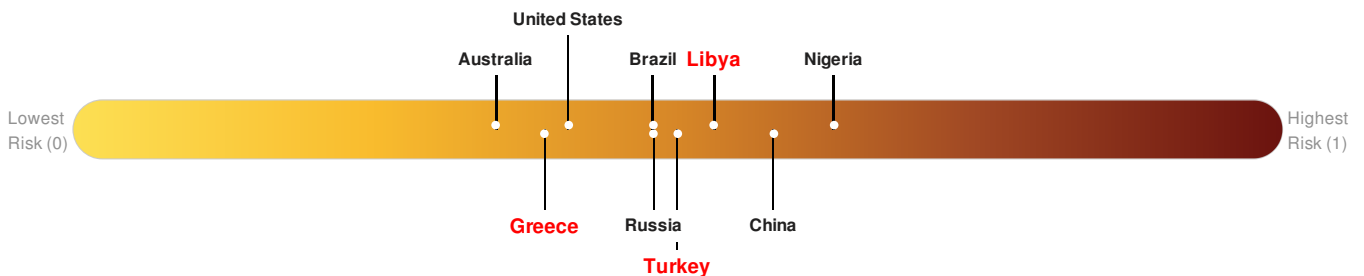 United States
Australia
Brazil
Libya
Nigeria
Lowest
Risk (0)
Highest
Risk (1)
Greece
Russia
China
Turkey